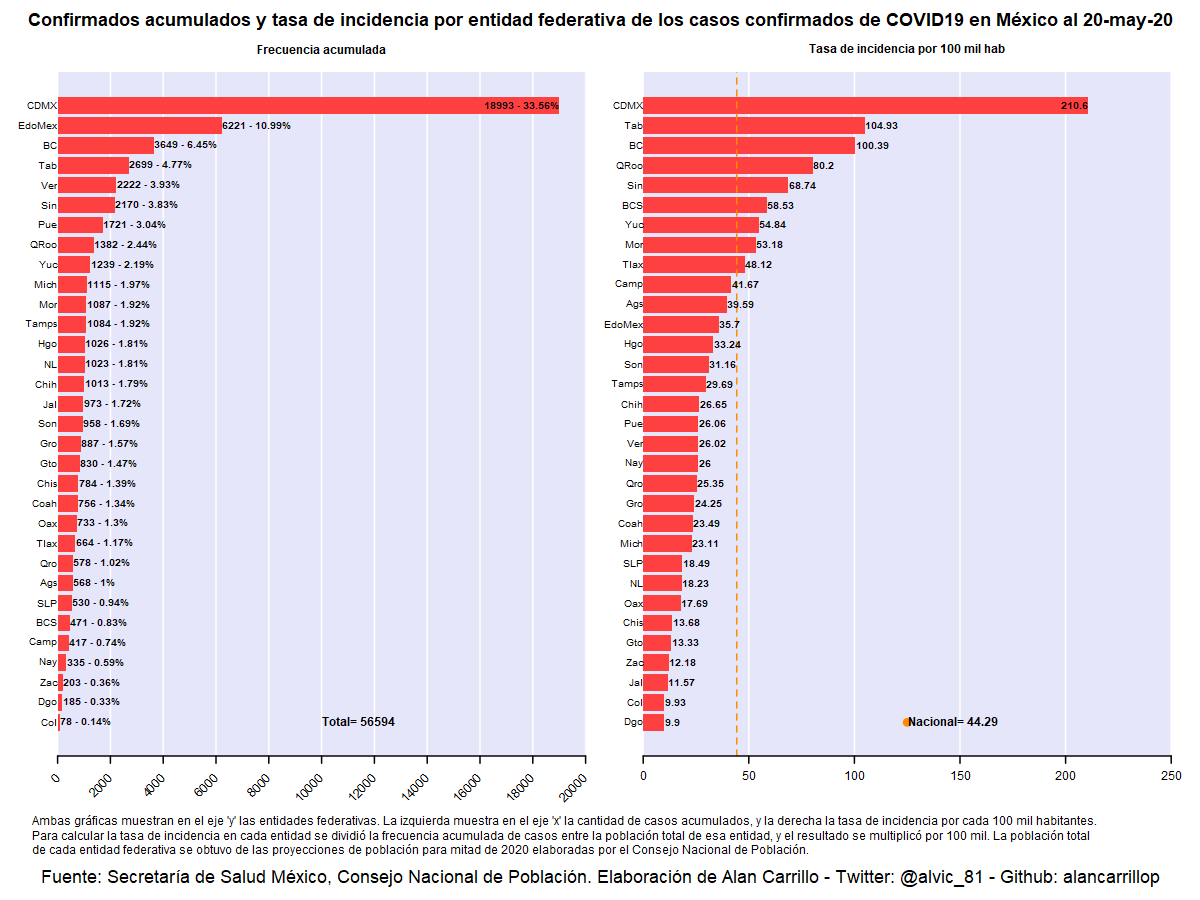 Confirmados acumulados y tasa de incidencia por entidad federativa de los casos confirmados de COVID19 en México al 20-may-20
Frecuencia acumulada
CDMX 18993 - 33.56%
EdoMex 6221 - 10.99%
BC 3649 - 6.45%
Tab 2699 - 4.77%
Ver 2222 - 3.93%
Sin 2170 - 3.83%
Pue 1721 - 3.04%
QRoo 1382 - 2.44%
Yuc 1239 - 2.19%
Mich 1115 - 1.97%
Mor 1087 - 1.92%
Tamps 1084 - 1.92%
Hgo 1026 - 1.81%
NL 1023 - 1.81%
Chih 1013 - 1.79%
Jal 973 - 1.72%
Son 958 - 1.69%
Gro 887 - 1.57%
Gto 830 - 1.47%
Chis 784 - 1.39%
Coah 756 - 1.34%
Oax 733 - 1.3%
Tlax 664 - 1.17%
Qro 578 - 1.02%
Ags 568 - 1%
SLP 530 - 0.94%
BCS 471 - 0.83%
Camp 417 - 0.74%
Nay 335 - 0.59%
Zac 203 - 0.36%
Dgo 185 - 0.33%
Col 78 - 0.14%
Total= 56594
0 2000 4000 6000 8000 10000 12000 14000 16000 18000 20000
Tasa de incidencia por 100 mil hab
CDMX 210.6
Tab 104.93
BC 100.39
QRoo 80.2
Sin 68.74
BCS 58.53
Yuc 54.84
Mor 53.18
Tlax 48.12
Camp 41.67
Ags 39.59
EdoMex 35.7
Hgo 33.24
Son 31.16
Tamps 29.69
Chih 26.65
Pue 26.06
Ver 26.02
Nay 26
Qro 25.35
Gro 24.25
Coah 23.49
Mich 23.11
SLP 18.49
NL 18.23
Oax 17.69
Chis 13.68
Gto 13.33
Zac 12.18
Jal 11.57
Col 9.93
Dgo 9.9
Nacional= 44.29
0 50 100 150 200 250
Ambas gráficas muestran en el eje 'y' las entidades federativas. La izquierda muestra en el eje 'x' la cantidad de casos acumulados, y la derecha la tasa de incidencia por cada 100 mil habitantes.
Para calcular la tasa de incidencia en cada entidad se dividió la frecuencia acumulada de casos entre la población total de esa entidad, y el resultado se multiplicó por 100 mil. La población total
de cada entidad federativa se obtuvo de las proyecciones de población para mitad de 2020 elaboradas por el Consejo Nacional de Población.
Fuente: Secretaría de Salud México, Consejo Nacional de Población. Elaboración de Alan Carrillo - Twitter: @alvic_81 - Github: alancarrillop